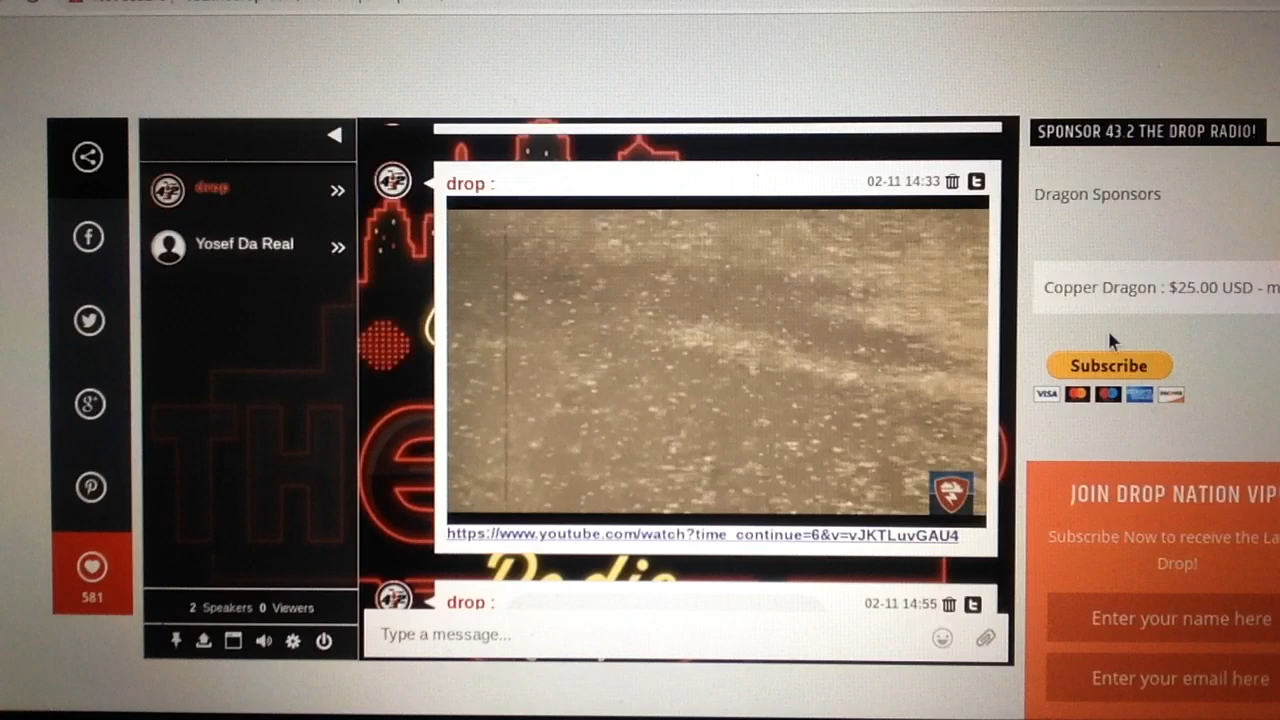 581
drop
Yosef Da Real
2 Speakers 0 Viewers
drop :
02-11 14:33
https://www.youtube.com/watch?time_continue=6&v=vJKTLuvGAU4
drop :
02-11 14:55
Type a message...
SPONSOR 43.2 THE DROP RADIO!
Dragon Sponsors
Copper Dragon : $25.00 USD - m
Subscribe
VISA
JOIN DROP NATION VIP
Subscribe Now to receive the La
Drop!
Enter your name here
Enter your email here
TH
Radio